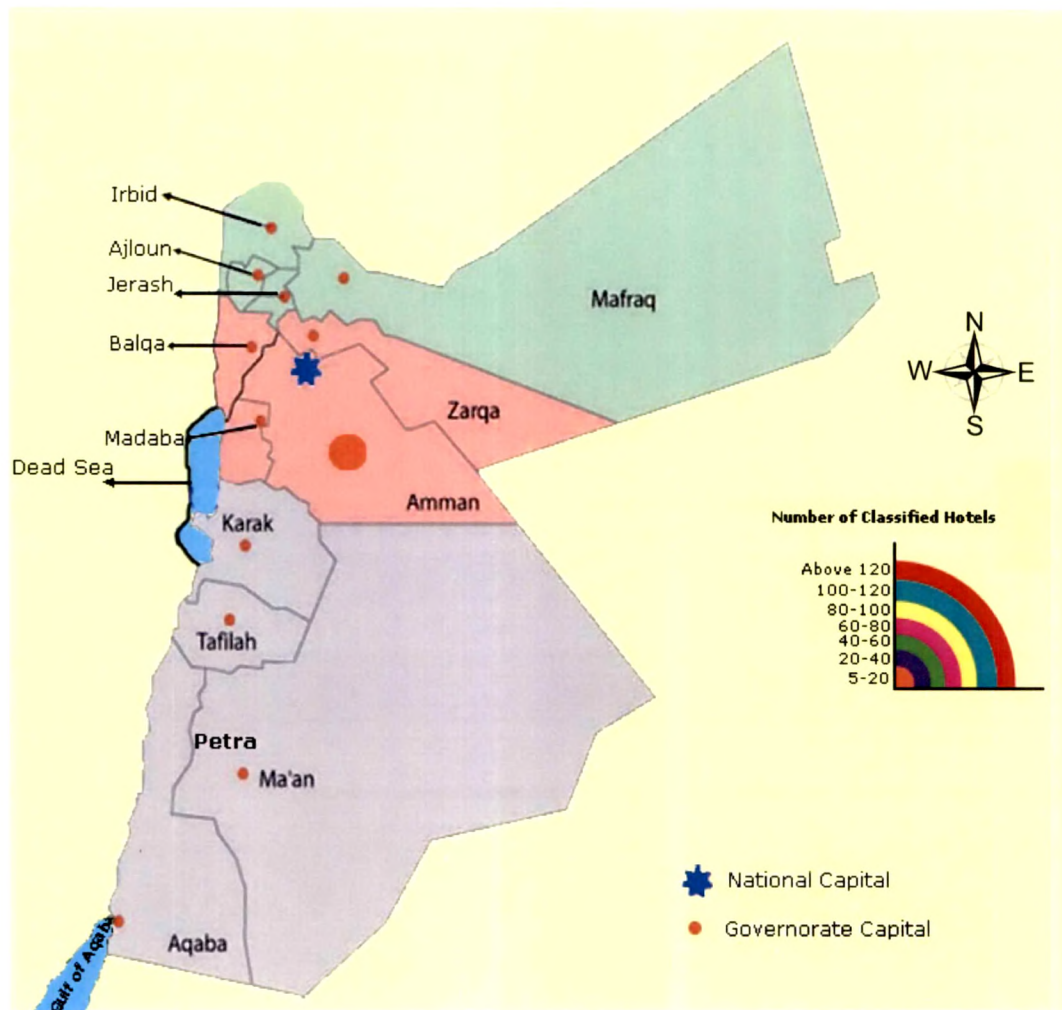 Irbid
Ajloun
Jerash
Mafraq
Balqa
N
W
E
S
Zarqa
Madaba
Dead Sea
Amman
Karak
Number of Classified Hotels
Above 120
100-120
80-100
60-80
40-60
20-40
5-20
Tafilah
Petra
Ma'an
National Capital
Governorate Capital
Aqaba
Gulf of Aqaba